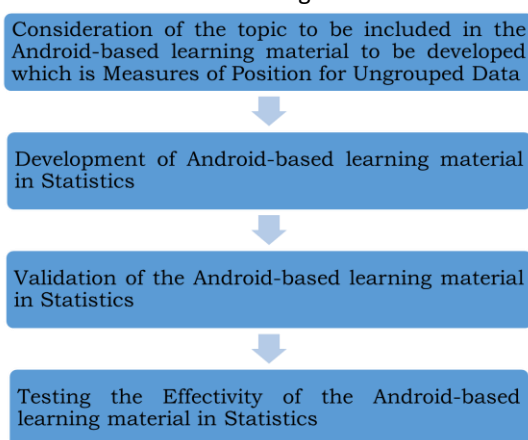 Consideration of the topic to be included in the
Android-based learning material to be developed
which is Measures of Position for Ungrouped Data
Development of Android-based learning material
in Statistics
Validation of the Android-based learning material
in Statistics
Testing the Effectivity of the Android-based
learning material in Statistics